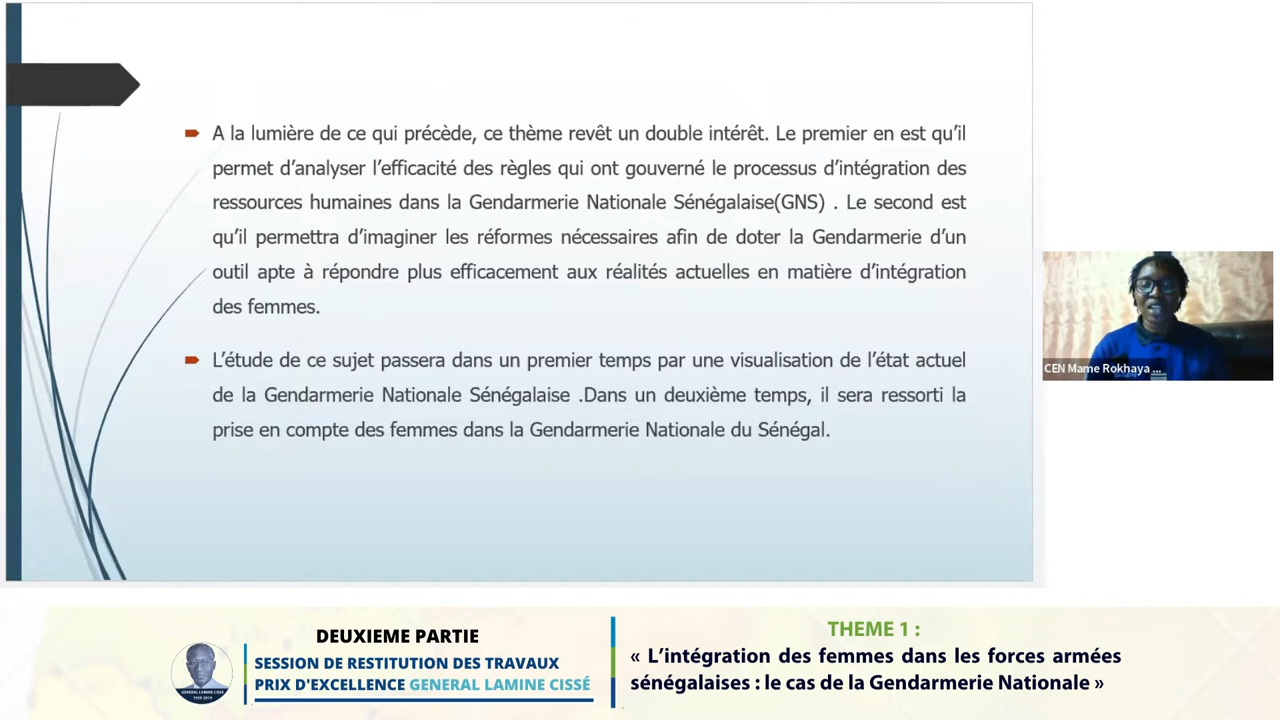 A la lumière de ce qui précède, ce thème revêt un double intérêt. Le premier en est qu’il
permet d’analyser l’efficacité des règles qui ont gouverné le processus d’intégration des
ressources humaines dans la Gendarmerie Nationale Sénégalaise(GNS) . Le second est
qu’il permettra d’imaginer les réformes nécessaires afin de doter la Gendarmerie d’un
outil apte à répondre plus efficacement aux réalités actuelles en matière d’intégration
des femmes.
L’étude de ce sujet passera dans un premier temps par une visualisation de l’état actuel
de la Gendarmerie Nationale Sénégalaise .Dans un deuxième temps, il sera ressorti la
prise en compte des femmes dans la Gendarmerie Nationale du Sénégal.
CEN Mame Rokhaya ...
DEUXIEME PARTIE
SESSION DE RESTITUTION DES TRAVAUX
PRIX D'EXCELLENCE GENERAL LAMINE CISSÉ
GENERAL LAMINE CISSE
THEME 1 :
« L’intégration des femmes dans les forces armées
sénégalaises : le cas de la Gendarmerie Nationale »